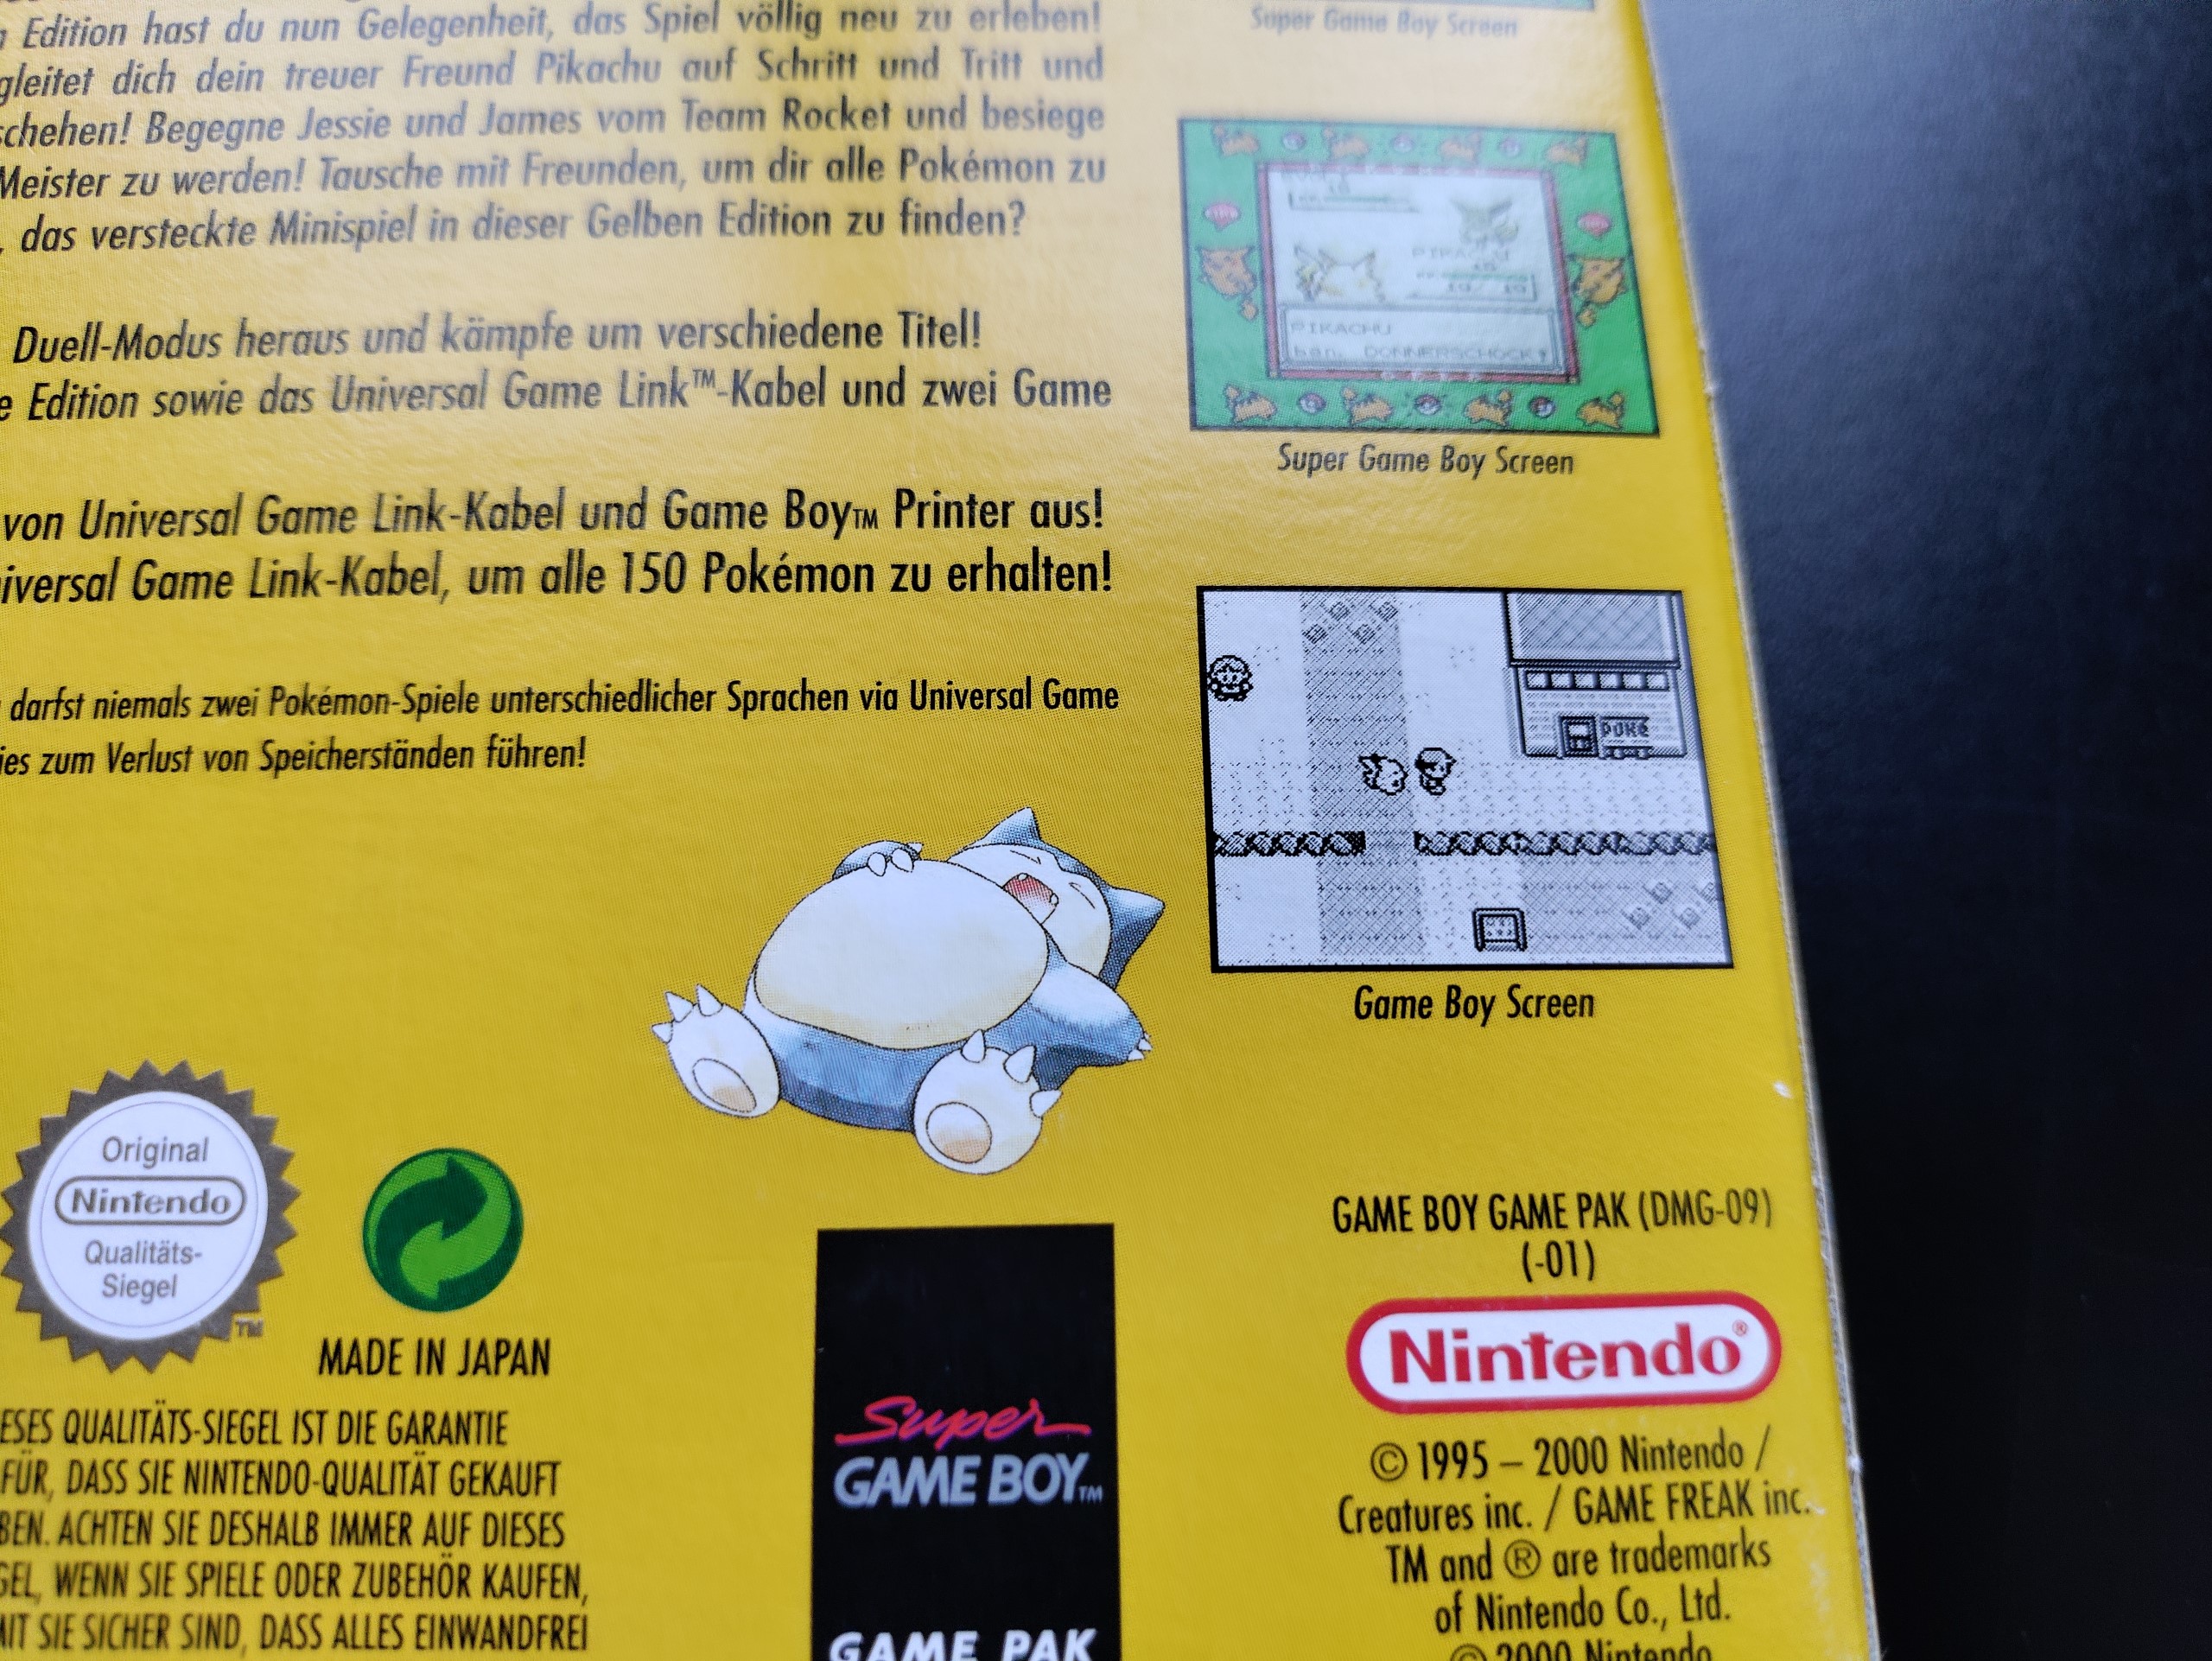 Edition hast du nun Gelegenheit, das Spiel völlig neu zu erleben!
gleitet dich dein treuer Freund Pikachu auf Schritt und Tritt und
schehen! Begegne Jessie und James vom Team Rocket und besiege
Meister zu werden! Tausche mit Freunden, um dir alle Pokémon zu
, das versteckte Minispiel in dieser Gelben Edition zu finden?
Duell-Modus heraus und kämpfe um verschiedene Titel!
e Edition sowie das Universal Game Link™-Kabel und zwei Game
von Universal Game Link-Kabel und Game Boy™ Printer aus!
iversal Game Link-Kabel, um alle 150 Pokémon zu erhalten!
darfst niemals zwei Pokémon-Spiele unterschiedlicher Sprachen via Universal Game
ies zum Verlust von Speicherständen führen!
Super Game Boy Screen
PIKACHU
PIKACHU
DONNERSCHOCK!
Super Game Boy Screen
POKé
Game Boy Screen
Original
Nintendo
Qualitäts-
Siegel
TM
MADE IN JAPAN
ESES QUALITÄTS-SIEGEL IST DIE GARANTIE
FÜR, DASS SIE NINTENDO-QUALITÄT GEKAUFT
BEN. ACHTEN SIE DESHALB IMMER AUF DIESES
GEL, WENN SIE SPIELE ODER ZUBEHÖR KAUFEN,
MIT SIE SICHER SIND, DASS ALLES EINWANDFREI
Super
GAME BOY™
GAME PAK
GAME BOY GAME PAK (DMG-09)
(-01)
Nintendo®
© 1995 – 2000 Nintendo /
Creatures inc. / GAME FREAK inc.
TM and ® are trademarks
of Nintendo Co., Ltd.
© 2000 Nintendo